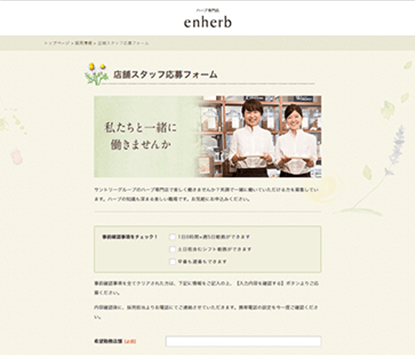 ハーブ専門店
enherb
トップページ > 採用情報 > 店舗スタッフ応募フォーム
店舗スタッフ応募フォーム
私たちと一緒に
働きませんか
サントリーグループのハーブ専門店で楽しく働きませんか？笑顔で一緒に働いていただける方を募集してい
ます。ハーブの知識も深まる楽しい職場です。お気軽にお申込みください。
事前確認事項をチェック！
1日8時間×週5日勤務ができます
土日祝含むシフト勤務ができます
早番も遅番もできます
事前確認事項を全てクリアされた方は、下記に情報をご記入の上、【入力内容を確認する】ボタンよりご応
募ください。
内容確認後に、採用担当よりお電話にてご連絡させていただきます。携帯電話の設定を今一度ご確認くださ
い。
希望勤務店舗 [必須]